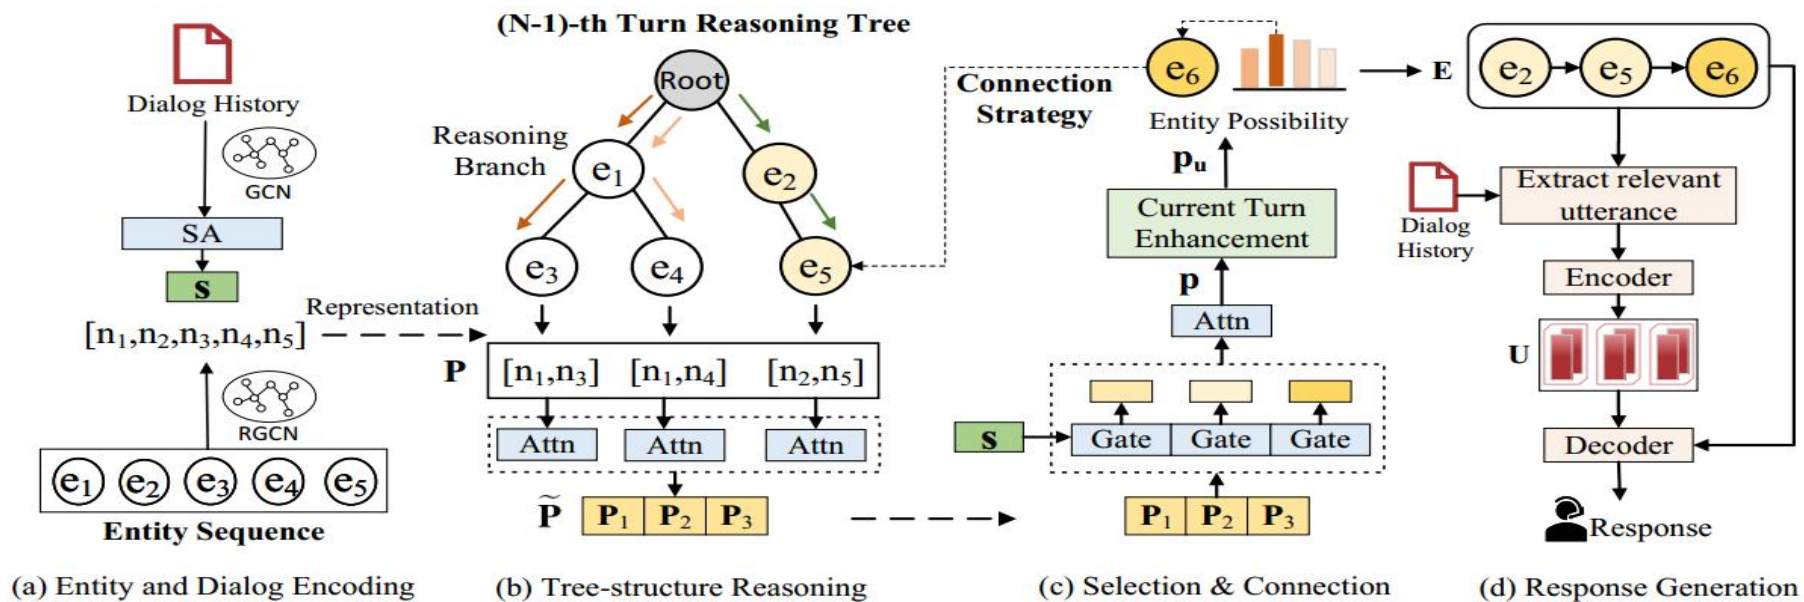 Dialog History
GCN
SA
s
[n₁,n₂,n₃,n₄,n₅]
RGCN
e₁ e₂ e₃ e₄ e₅
Entity Sequence
(a) Entity and Dialog Encoding
Representation
(N-1)-th Turn Reasoning Tree
Root
Reasoning
Branch
e₁ e₂
e₃ e₄ e₅
P [n₁,n₃] [n₁,n₄] [n₂,n₅]
Attn Attn Attn
P̃ P₁ P₂ P₃
(b) Tree-structure Reasoning
Connection
Strategy
e₆
Entity Possibility
pᵤ
Current Turn
Enhancement
p
Attn
s Gate Gate Gate
P₁ P₂ P₃
(c) Selection & Connection
E e₂ e₅ e₆
Dialog
History
Extract relevant
utterance
Encoder
U
Decoder
Response
(d) Response Generation